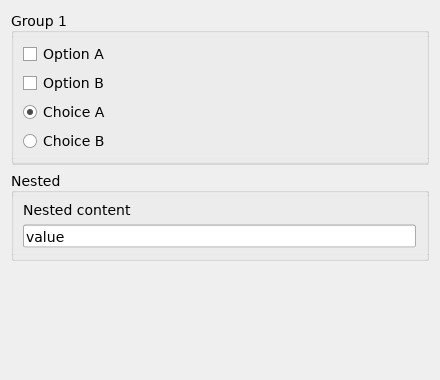 Group 1
Option A
Option B
Choice A
Choice B
Nested
Nested content
value